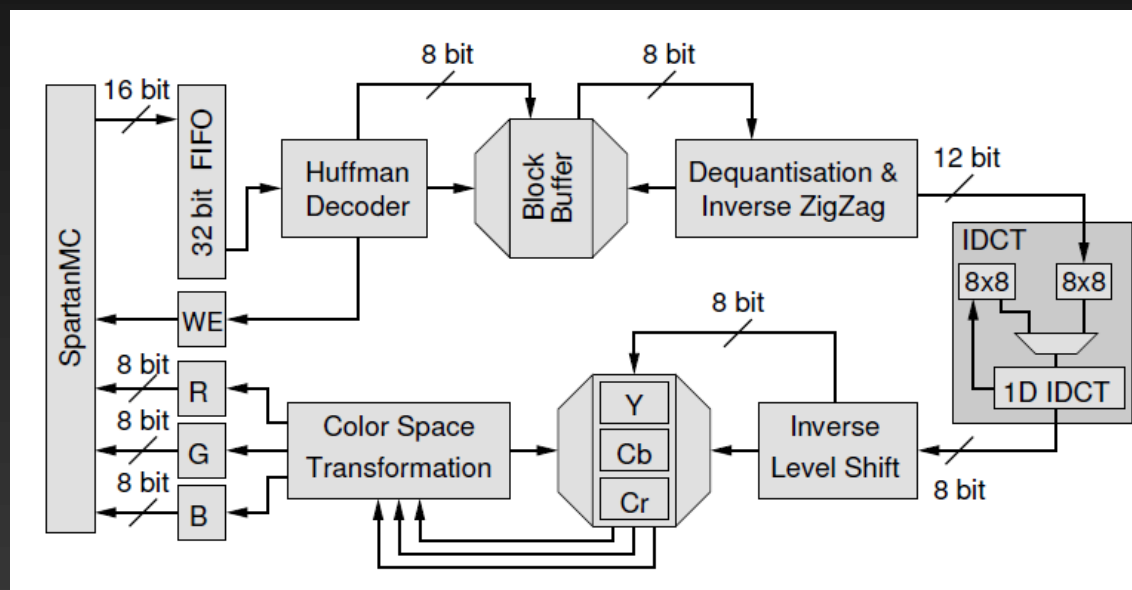 8 bit
8 bit
16 bit
SpartanMC
32 bit FIFO
Huffman
Decoder
Block
Buffer
Dequantisation &
Inverse ZigZag
12 bit
IDCT
8x8
8x8
1D IDCT
WE
8 bit
8 bit
R
8 bit
G
8 bit
B
Color Space
Transformation
Y
Cb
Cr
Inverse
Level Shift
8 bit